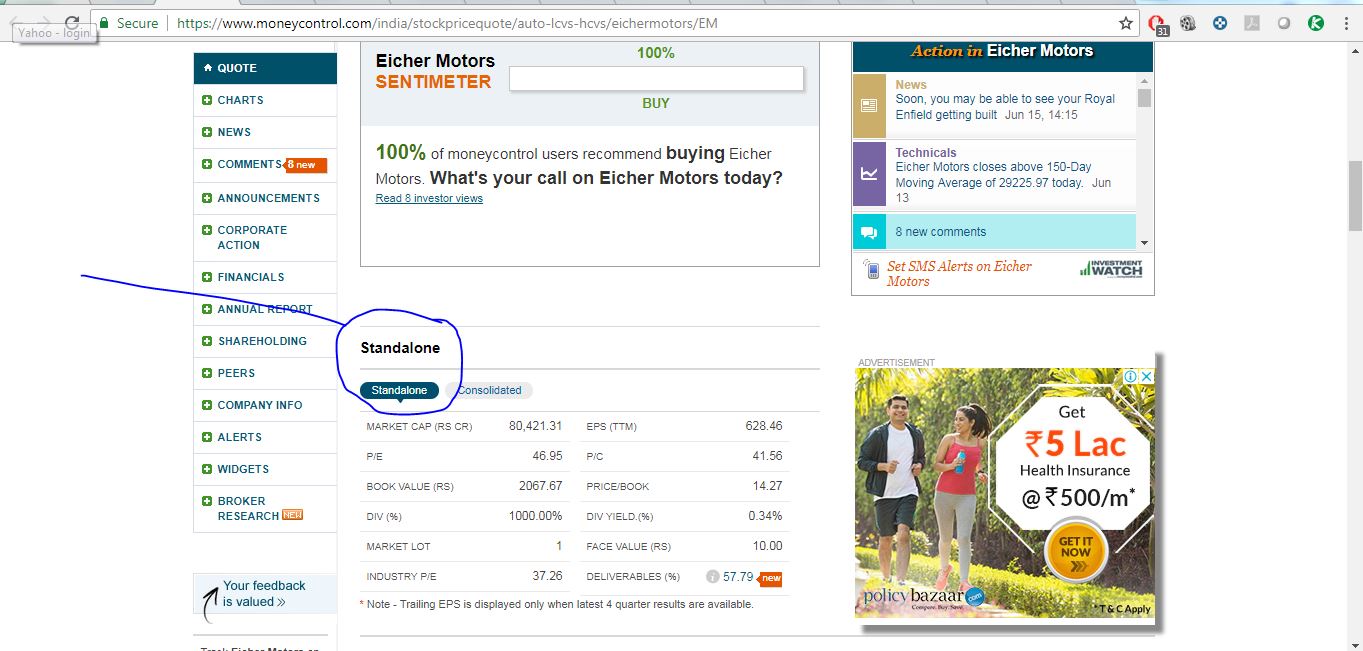 Secure
https://www.moneycontrol.com/india/stockpricequote/auto-lcvs-hcvs/eichermotors/EM
31
Yahoo - login
QUOTE
CHARTS
NEWS
COMMENTS 8 new
ANNOUNCEMENTS
CORPORATE
ACTION
FINANCIALS
ANNUAL REPORT
SHAREHOLDING
PEERS
COMPANY INFO
ALERTS
WIDGETS
BROKER
RESEARCH NEW
Your feedback
is valued »
Eicher Motors
SENTIMETER
100%
BUY
100% of moneycontrol users recommend buying Eicher
Motors. What's your call on Eicher Motors today?
Read 8 investor views
Standalone
Standalone Consolidated
MARKET CAP (RS CR) 80,421.31 EPS (TTM) 628.46
P/E 46.95 P/C 41.56
BOOK VALUE (RS) 2067.67 PRICE/BOOK 14.27
DIV (%) 1000.00% DIV YIELD.(%) 0.34%
MARKET LOT 1 FACE VALUE (RS) 10.00
INDUSTRY P/E 37.26 DELIVERABLES (%) 57.79 new
* Note - Trailing EPS is displayed only when latest 4 quarter results are available.
Action in Eicher Motors
News
Soon, you may be able to see your Royal
Enfield getting built Jun 15, 14:15
Technicals
Eicher Motors closes above 150-Day
Moving Average of 29225.97 today. Jun
13
8 new comments
Set SMS Alerts on Eicher
Motors
INVESTMENT
WATCH
ADVERTISEMENT
Get
₹5 Lac
Health Insurance
@ ₹500/m*
GET IT
NOW
policybazaar.com
Compare. Buy. Save.
*T & C Apply